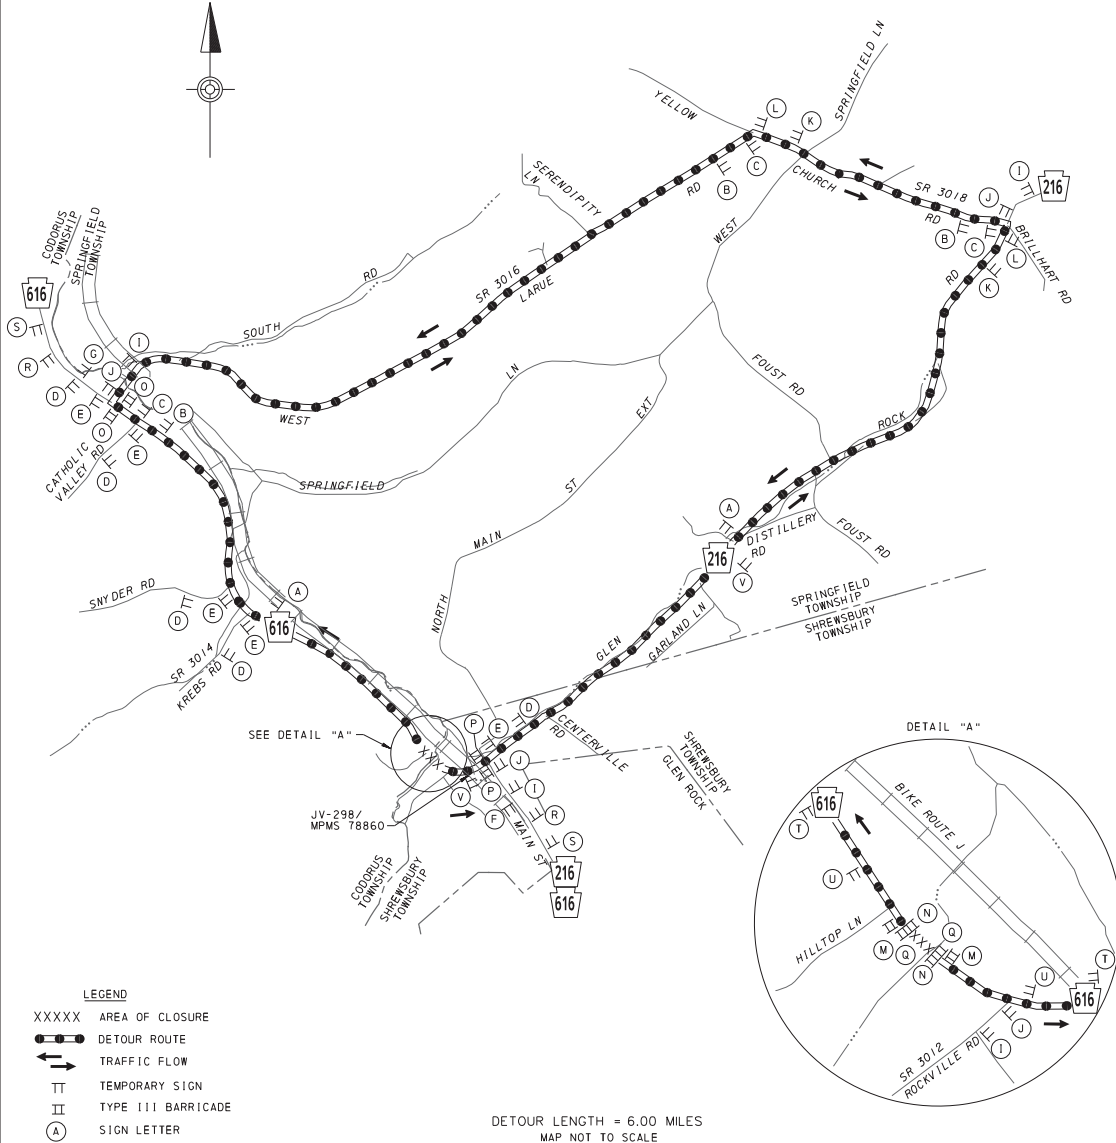 YELLOW
SPRINGFIELD LN
L
K
C
B
RD
CHURCH
SR 3018
RD
I
216
J
B
C
L
K
BRILLHART RD
SERENDIPITY
LN
WEST
RD
CODORUS
TOWNSHIP
SPRINGFIELD
TOWNSHIP
616
S
R
G
D
E
J
I
O
C
B
O
E
D
CATHOLIC
VALLEY RD
SOUTH
RD
SR 3016
LARUE
WEST
LN
SPRINGFIELD
FOUST RD
EXT
ST
MAIN
NORTH
ROCK
A
DISTILLERY
RD
FOUST RD
216
V
SNYDER RD
D
E
A
616
E
D
SR 3014
KREBS RD
SPRINGFIELD
TOWNSHIP
SHREWSBURY
TOWNSHIP
GLEN
GARLAND LN
SEE DETAIL "A"
XXX
P
E
D
CENTERVILLE
RD
SHREWSBURY
TOWNSHIP
GLEN ROCK
J
V
P
I
F
R
S
MAIN ST
JV-298/
MPMS 78860
CODORUS
TOWNSHIP
SHREWSBURY
TOWNSHIP
216
616
DETAIL "A"
616
T
BIKE ROUTE J
U
HILLTOP LN
N
M
Q
XXX
Q
N
M
U
T
616
J
I
SR 3012
ROCKVILLE RD
LEGEND
XXXXX AREA OF CLOSURE
DETOUR ROUTE
TRAFFIC FLOW
TEMPORARY SIGN
TYPE III BARRICADE
A SIGN LETTER
DETOUR LENGTH = 6.00 MILES
MAP NOT TO SCALE